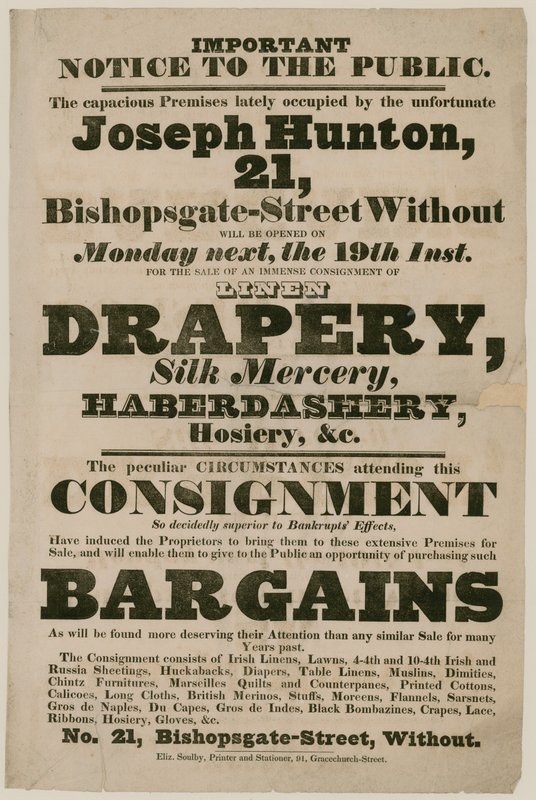 IMPORTANT
NOTICE TO THE PUBLIC.
The capacious Premises lately occupied by the unfortunate
Joseph Hunton,
21,
Bishopsgate-Street Without
WILL BE OPENED ON
Monday next, the 19th Inst.
FOR THE SALE OF AN IMMENSE CONSIGNMENT OF
LINEN
DRAPERY,
Silk Mercery,
HABERDASHERY,
Hosiery, &c.
The peculiar CIRCUMSTANCES attending this
CONSIGNMENT
So decidedly superior to Bankrupts' Effects,
Have induced the Proprietors to bring them to these extensive Premises for
Sale, and will enable them to give to the Public an opportunity of purchasing such
BARGAINS
As will be found more deserving their Attention than any similar Sale for many
Years past.
The Consignment consists of Irish Linens, Lawns, 4-4th and 10-4th Irish and
Russia Sheetings, Huckabacks, Diapers, Table Linens, Muslins, Dimities,
Chintz Furnitures, Marseilles Quilts and Counterpanes, Printed Cottons,
Calicoes, Long Cloths, British Merinos, Stuffs, Moreens, Flannels, Sarsnets,
Gros de Naples, Du Capes, Gros de Indes, Black Bombazines, Crapes, Lace,
Ribbons, Hosiery, Gloves, &c.
No. 21, Bishopsgate-Street, Without.
Eliz. Soulby, Printer and Stationer, 91, Gracechurch-Street.